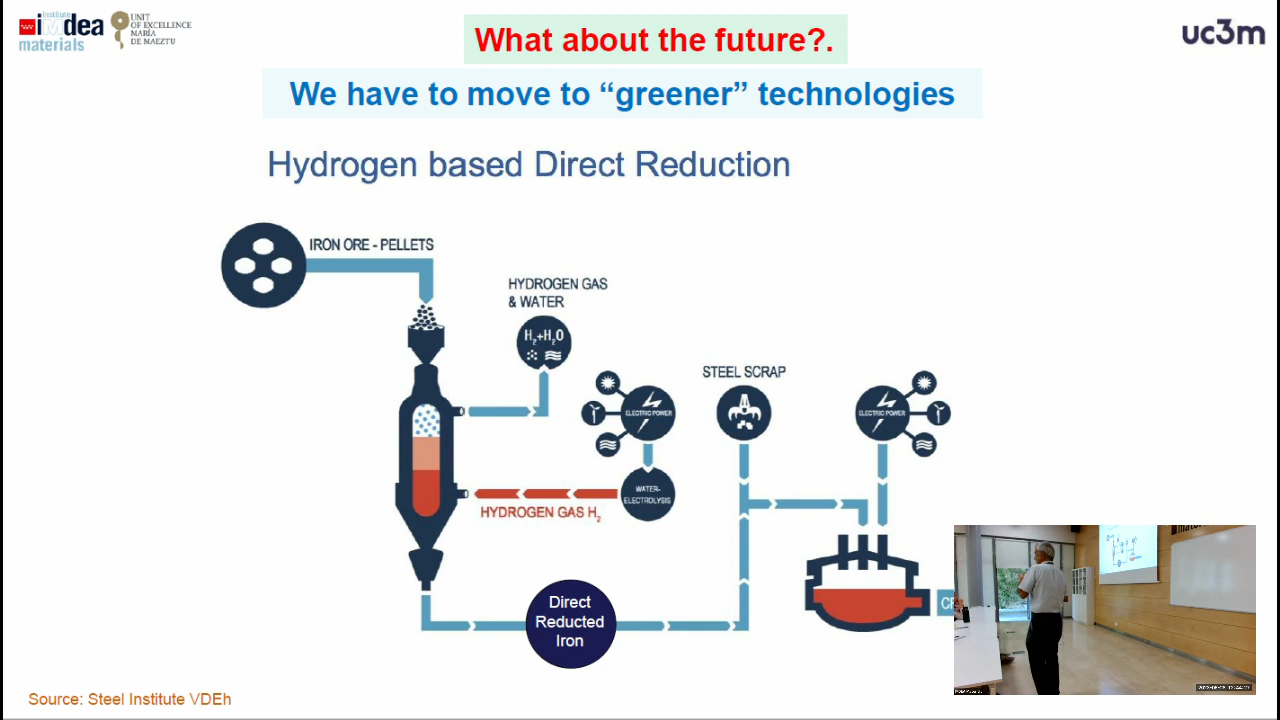 Institute
iMdea
materials
UNIT
OF EXCELLENCE
MARÍA
DE MAEZTU
What about the future?.
uc3m
We have to move to “greener” technologies
Hydrogen based Direct Reduction
IRON ORE - PELLETS
HYDROGEN GAS
& WATER
H2+H2O
STEEL SCRAP
ELECTRIC POWER
ELECTRIC POWER
WATER-
ELECTROLYSIS
HYDROGEN GAS H2
Direct
Reducted
Iron
Source: Steel Institute VDEh